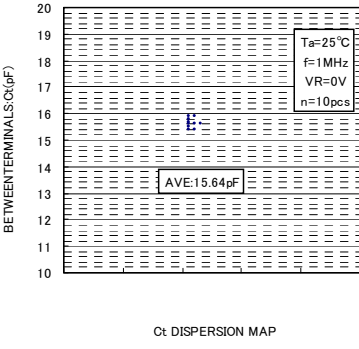 BETWEENTERMINALS:Ct(pF)
20
19
18
17
16
15
14
13
12
11
10
Ta=25℃
f=1MHz
VR=0V
n=10pcs
AVE:15.64pF
Ct DISPERSION MAP